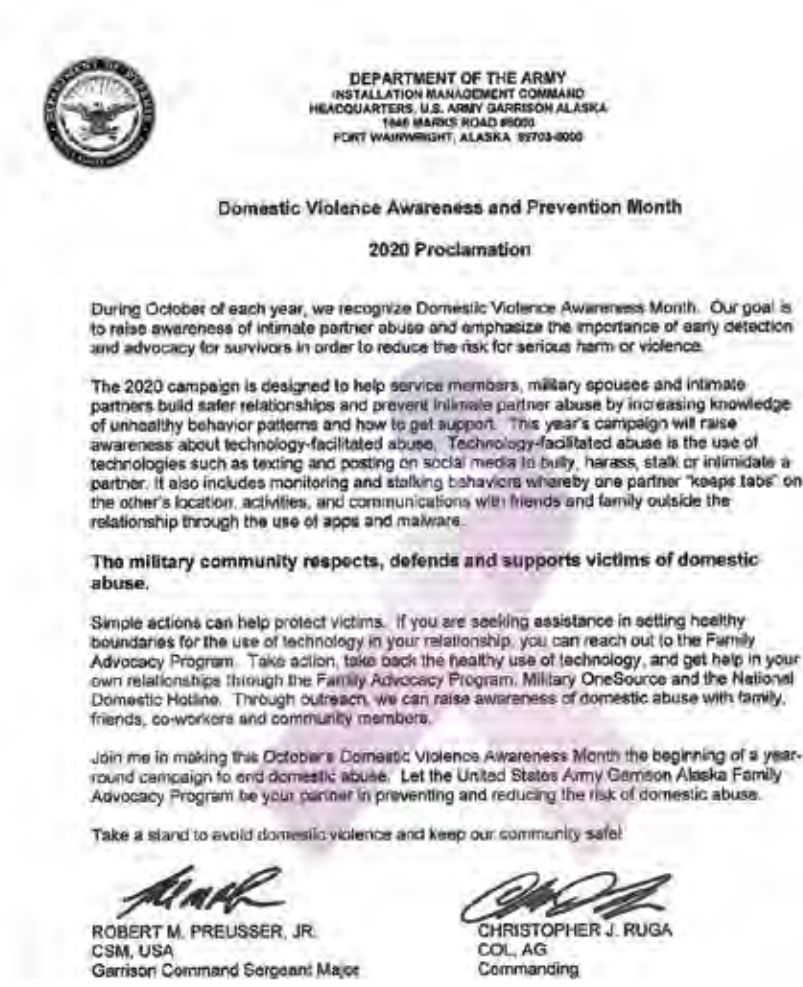 DEPARTMENT OF THE ARMY
INSTALLATION MANAGEMENT COMMAND
HEADQUARTERS, U.S. ARMY GARRISON ALASKA
1046 MARKS ROAD #6000
FORT WAINWRIGHT, ALASKA 99703-6000
Domestic Violence Awareness and Prevention Month
2020 Proclamation
During October of each year, we recognize Domestic Violence Awareness Month. Our goal is
to raise awareness of intimate partner abuse and emphasize the importance of early detection
and advocacy for survivors in order to reduce the risk for serious harm or violence.
The 2020 campaign is designed to help service members, military spouses and intimate
partners build safer relationships and prevent intimate partner abuse by increasing knowledge
of unhealthy behavior patterns and how to get support. This year's campaign will raise
awareness about technology-facilitated abuse. Technology-facilitated abuse is the use of
technologies such as texting and posting on social media to bully, harass, stalk or intimidate a
partner. It also includes monitoring and stalking behaviors whereby one partner "keeps tabs" on
the other's location, activities, and communications with friends and family outside the
relationship through the use of apps and malware.
The military community respects, defends and supports victims of domestic
abuse.
Simple actions can help protect victims. If you are seeking assistance in setting healthy
boundaries for the use of technology in your relationship, you can reach out to the Family
Advocacy Program. Take action, take back the healthy use of technology, and get help in your
own relationships through the Family Advocacy Program, Military OneSource and the National
Domestic Hotline. Through outreach, we can raise awareness of domestic abuse with family,
friends, co-workers and community members.
Join me in making this October's Domestic Violence Awareness Month the beginning of a year-
round campaign to end domestic abuse. Let the United States Army Garrison Alaska Family
Advocacy Program be your partner in preventing and reducing the risk of domestic abuse.
Take a stand to avoid domestic violence and keep our community safe!
ROBERT M. PREUSSER, JR.
CSM, USA
Garrison Command Sergeant Major
CHRISTOPHER J. RUGA
COL, AG
Commanding